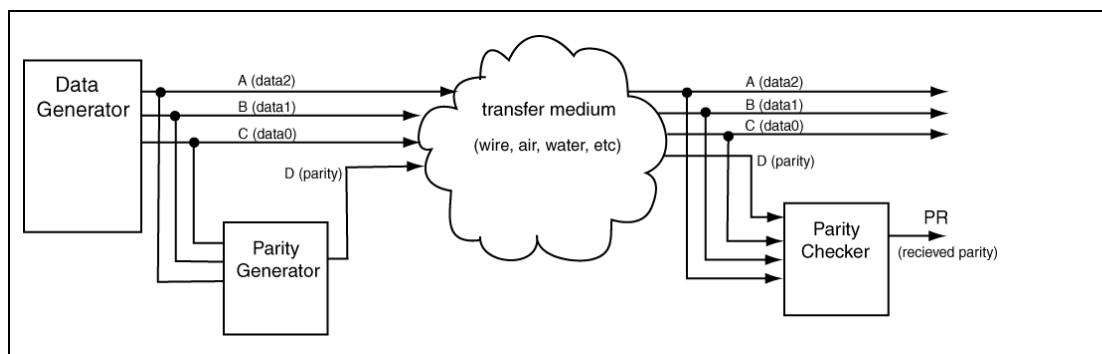 Data
Generator
A (data2)
B (data1)
C (data0)
D (parity)
Parity
Generator
transfer medium
(wire, air, water, etc)
A (data2)
B (data1)
C (data0)
D (parity)
Parity
Checker
PR
(recieved parity)